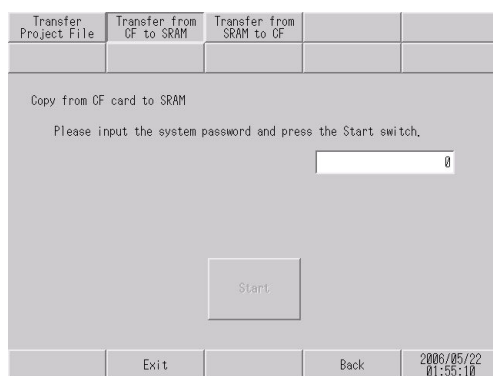 Transfer
Project File
Transfer from
CF to SRAM
Transfer from
SRAM to CF
Copy from CF card to SRAM
Please input the system password and press the Start switch.
0
Start
Exit
Back
2006/05/22
01:55:10